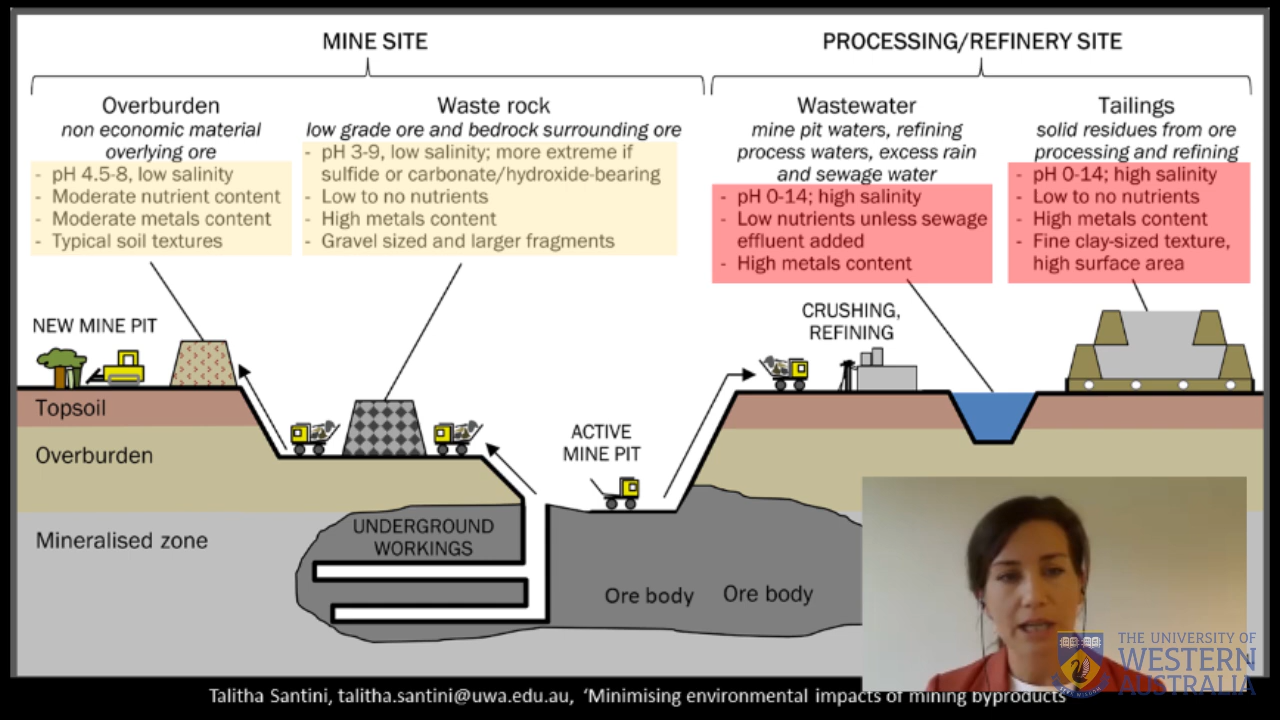 MINE SITE
PROCESSING/REFINERY SITE
Overburden
non economic material
overlying ore
- pH 4.5-8, low salinity
- Moderate nutrient content
- Moderate metals content
- Typical soil textures
Waste rock
low grade ore and bedrock surrounding ore
- pH 3-9, low salinity; more extreme if
sulfide or carbonate/hydroxide-bearing
- Low to no nutrients
- High metals content
- Gravel sized and larger fragments
Wastewater
mine pit waters, refining
process waters, excess rain
and sewage water
- pH 0-14; high salinity
- Low nutrients unless sewage
effluent added
- High metals content
Tailings
solid residues from ore
processing and refining
- pH 0-14; high salinity
- Low to no nutrients
- High metals content
- Fine clay-sized texture,
high surface area
NEW MINE PIT
CRUSHING,
REFINING
Topsoil
Overburden
ACTIVE
MINE PIT
Mineralised zone
UNDERGROUND
WORKINGS
Ore body
Ore body
THE UNIVERSITY OF
WESTERN
AUSTRALIA
Talitha Santini, talitha.santini@uwa.edu.au, ‘Minimising environmental impacts of mining byproducts’